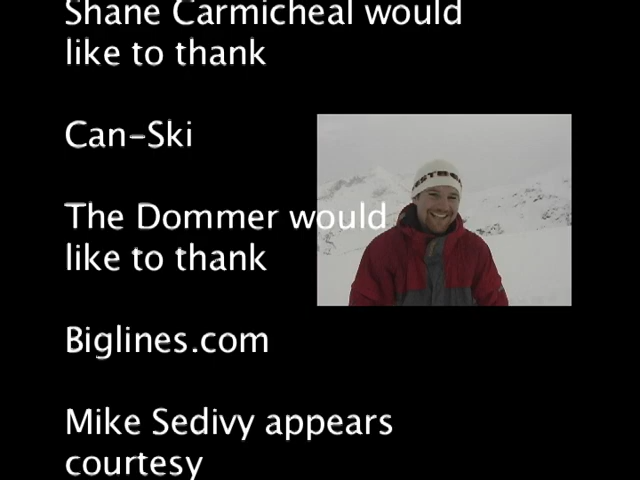 Shane Carmicheal would
like to thank
Can-Ski
The Dommer would
like to thank
Biglines.com
Mike Sedivy appears
courtesy